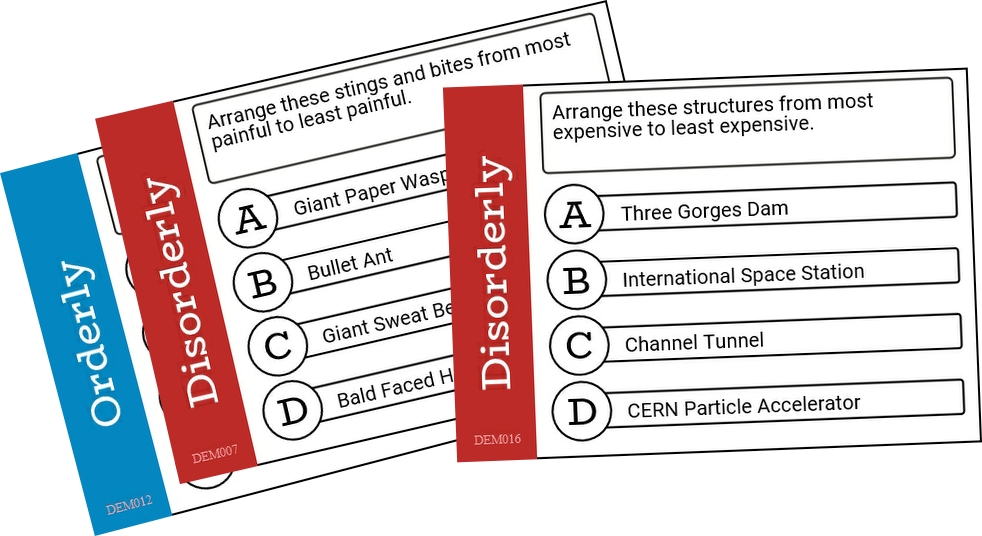 Orderly
DEM012
Disorderly
DEM007
Arrange these stings and bites from most
painful to least painful.
A Giant Paper Wasp
B Bullet Ant
C Giant Sweat Be
D Bald Faced H
Disorderly
DEM016
Arrange these structures from most
expensive to least expensive.
A Three Gorges Dam
B International Space Station
C Channel Tunnel
D CERN Particle Accelerator